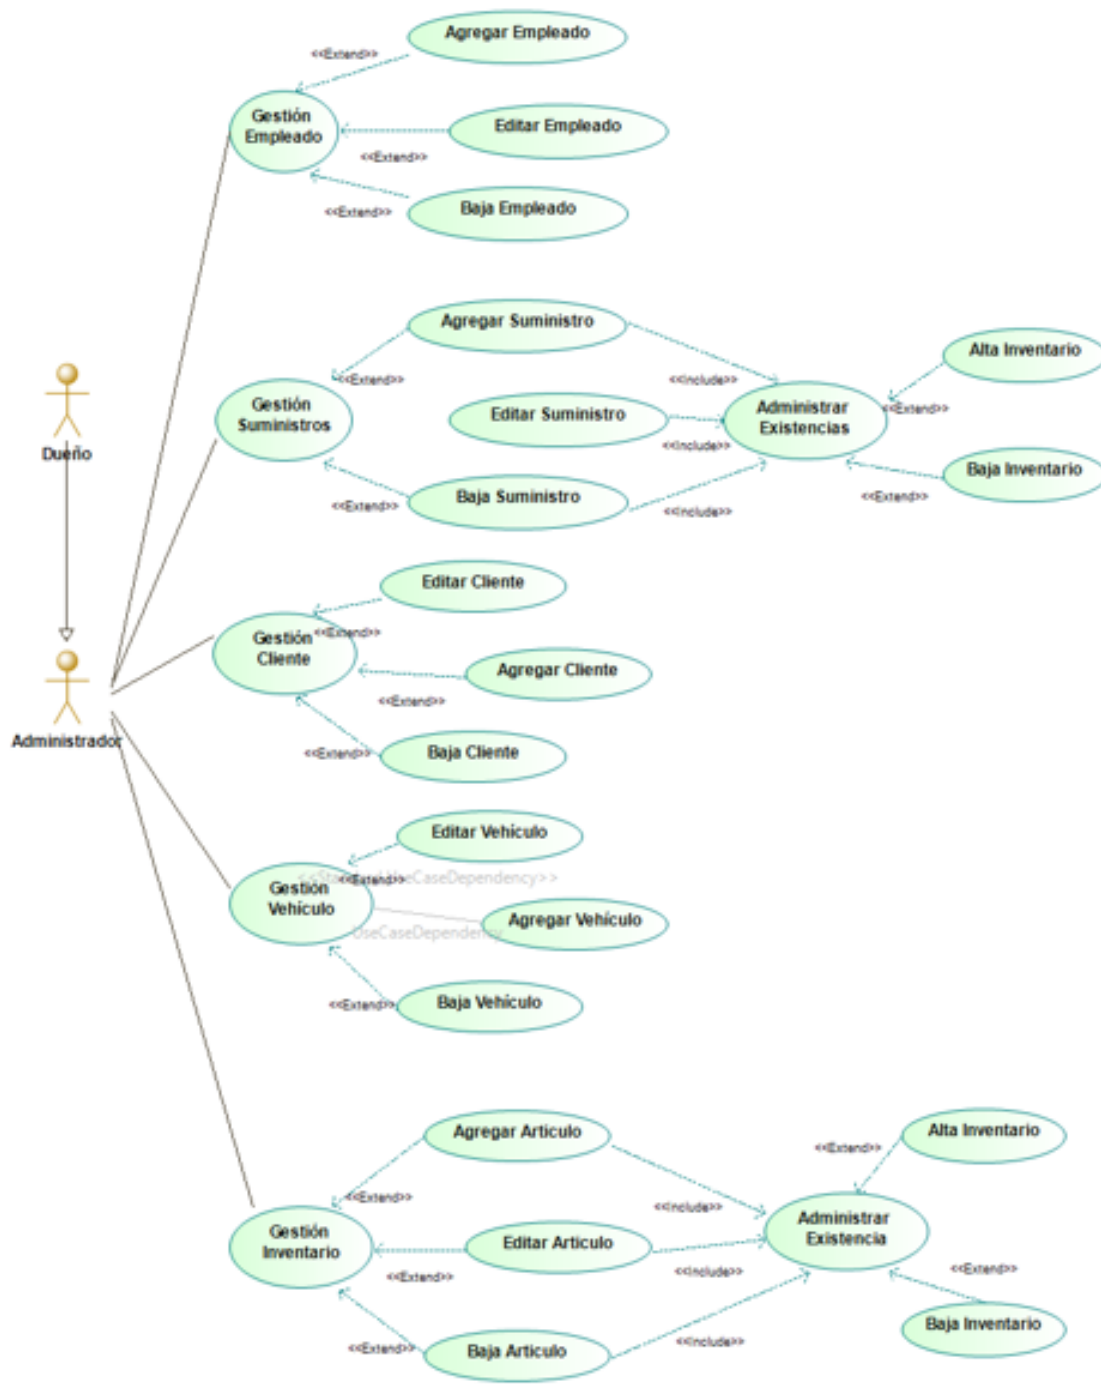 Agregar Empleado
<<Extend>>
Gestión
Empleado
Editar Empleado
<<Extend>>
Baja Empleado
<<Extend>>
Agregar Suministro
Alta Inventario
<<Extend>>
<<Include>>
Gestión
Suministros
Editar Suministro
Administrar
Existencias
<<Extend>>
<<Include>>
Dueño
Baja Suministro
Baja Inventario
<<Extend>>
<<Include>>
<<Extend>>
Editar Cliente
Gestión
Cliente
<<Extend>>
Agregar Cliente
<<Extend>>
Administrador
Baja Cliente
<<Extend>>
Editar Vehículo
<<Extend>>
UseCaseDependency>>
Gestión
Vehículo
Agregar Vehículo
UseCaseDependency
Baja Vehículo
<<Extend>>
Agregar Articulo
Alta Inventario
<<Extend>>
<<Extend>>
<<Include>>
Gestión
Inventario
Editar Articulo
Administrar
Existencia
<<Extend>>
<<Include>>
<<Extend>>
Baja Articulo
Baja Inventario
<<Extend>>
<<Include>>